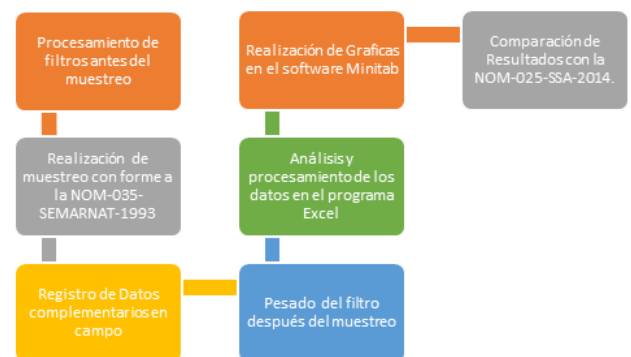 Procesamiento de
filtros antes del
muestreo
Realización de
muestreo con forme a
la NOM-035-
SEMARNAT-1993
Registro de Datos
complementarios en
campo
Pesado del filtro
después del muestreo
Análisis y
procesamiento de los
datos en el programa
Excel
Realización de Graficas
en el software Minitab
Comparación de
Resultados con la
NOM-025-SSA-2014.